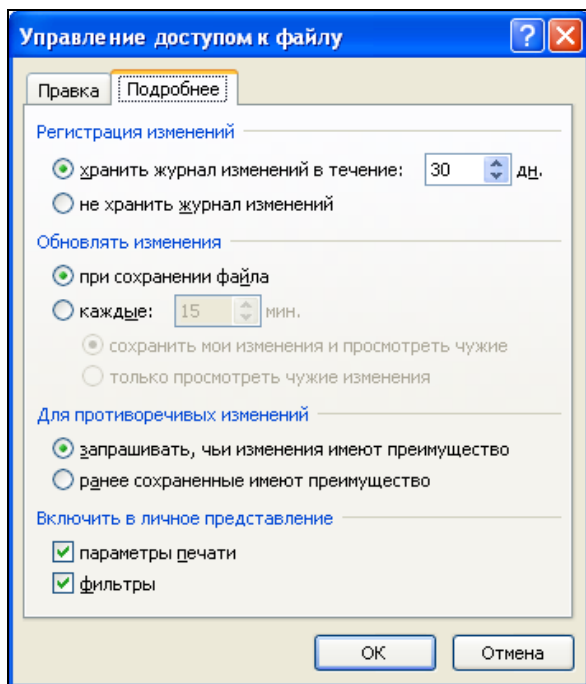 Управление доступом к файлу
Правка Подробнее
Регистрация изменений
хранить журнал изменений в течение: 30 дн.
не хранить журнал изменений
Обновлять изменения
при сохранении файла
каждые: 15 мин.
сохранить мои изменения и просмотреть чужие
только просмотреть чужие изменения
Для противоречивых изменений
запрашивать, чьи изменения имеют преимущество
ранее сохраненные имеют преимущество
Включить в личное представление
параметры печати
фильтры
ОК Отмена